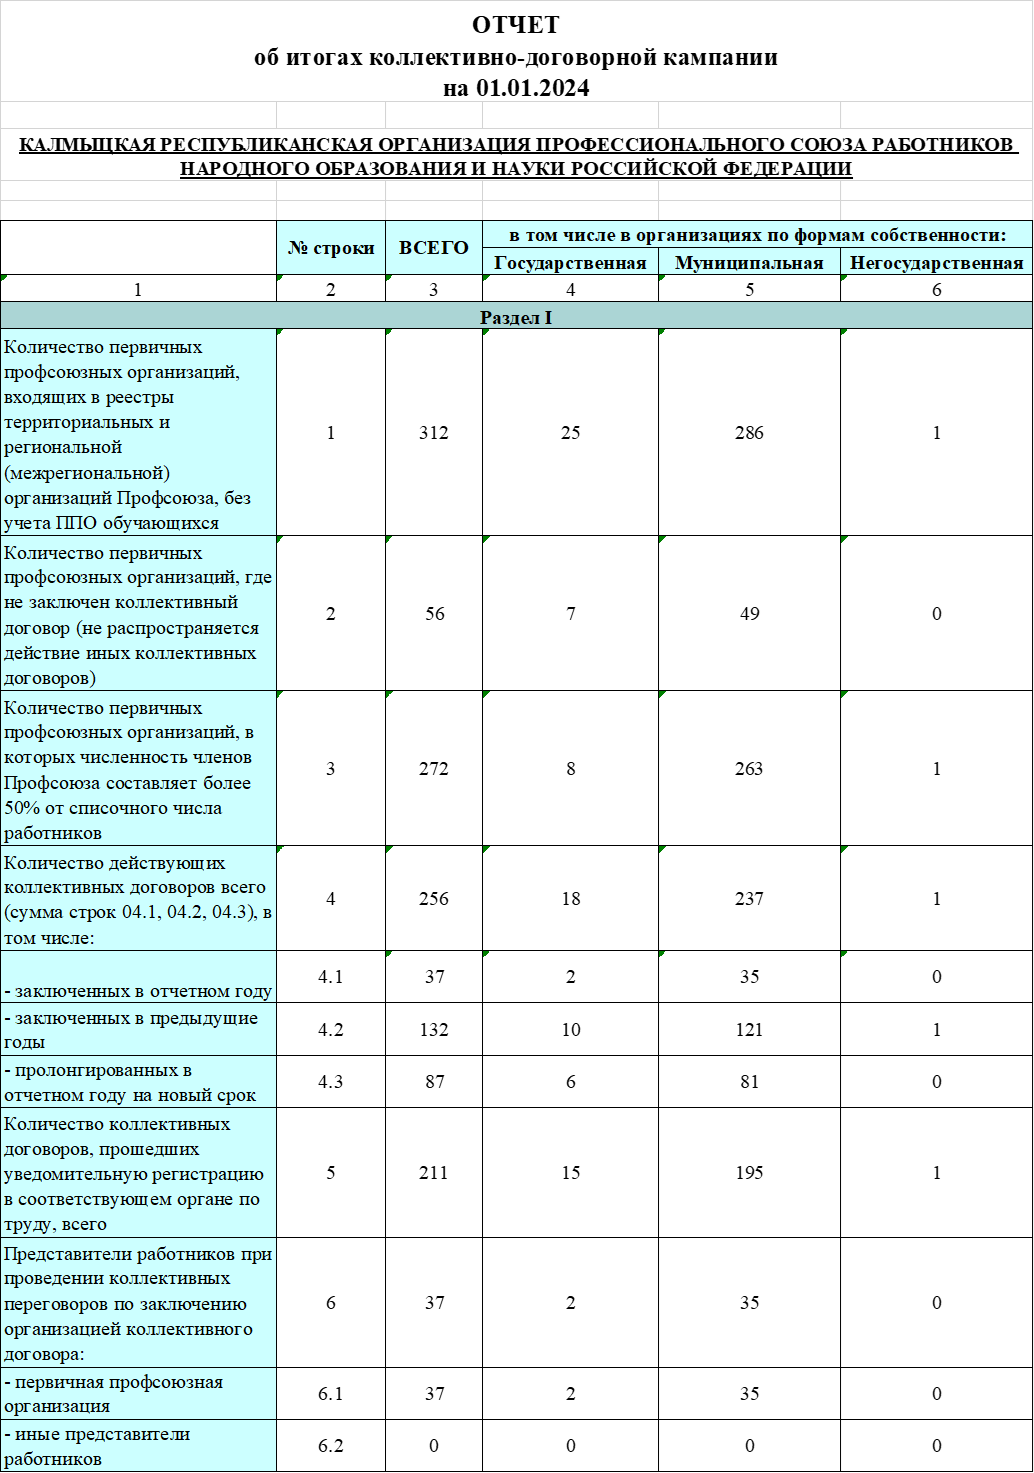 ОТЧЕТ
об итогах коллективно-договорной кампании
на 01.01.2024
КАЛМЫЦКАЯ РЕСПУБЛИКАНСКАЯ ОРГАНИЗАЦИЯ ПРОФЕССИОНАЛЬНОГО СОЮЗА РАБОТНИКОВ
НАРОДНОГО ОБРАЗОВАНИЯ И НАУКИ РОССИЙСКОЙ ФЕДЕРАЦИИ
№ строки ВСЕГО в том числе в организациях по формам собственности:
Государственная Муниципальная Негосударственная
1 2 3 4 5 6
Раздел I
Количество первичных
профсоюзных организаций,
входящих в реестры
территориальных и
региональной
(межрегиональной)
организаций Профсоюза, без
учета ППО обучающихся
1 312 25 286 1
Количество первичных
профсоюзных организаций, где
не заключен коллективный
договор (не распространяется
действие иных коллективных
договоров)
2 56 7 49 0
Количество первичных
профсоюзных организаций, в
которых численность членов
Профсоюза составляет более
50% от списочного числа
работников
3 272 8 263 1
Количество действующих
коллективных договоров всего
(сумма строк 04.1, 04.2, 04.3), в
том числе:
4 256 18 237 1
- заключенных в отчетном году
4.1 37 2 35 0
- заключенных в предыдущие
годы
4.2 132 10 121 1
- пролонгированных в
отчетном году на новый срок
4.3 87 6 81 0
Количество коллективных
договоров, прошедших
уведомительную регистрацию
в соответствующем органе по
труду, всего
5 211 15 195 1
Представители работников при
проведении коллективных
переговоров по заключению
организацией коллективного
договора:
6 37 2 35 0
- первичная профсоюзная
организация
6.1 37 2 35 0
- иные представители
работников
6.2 0 0 0 0